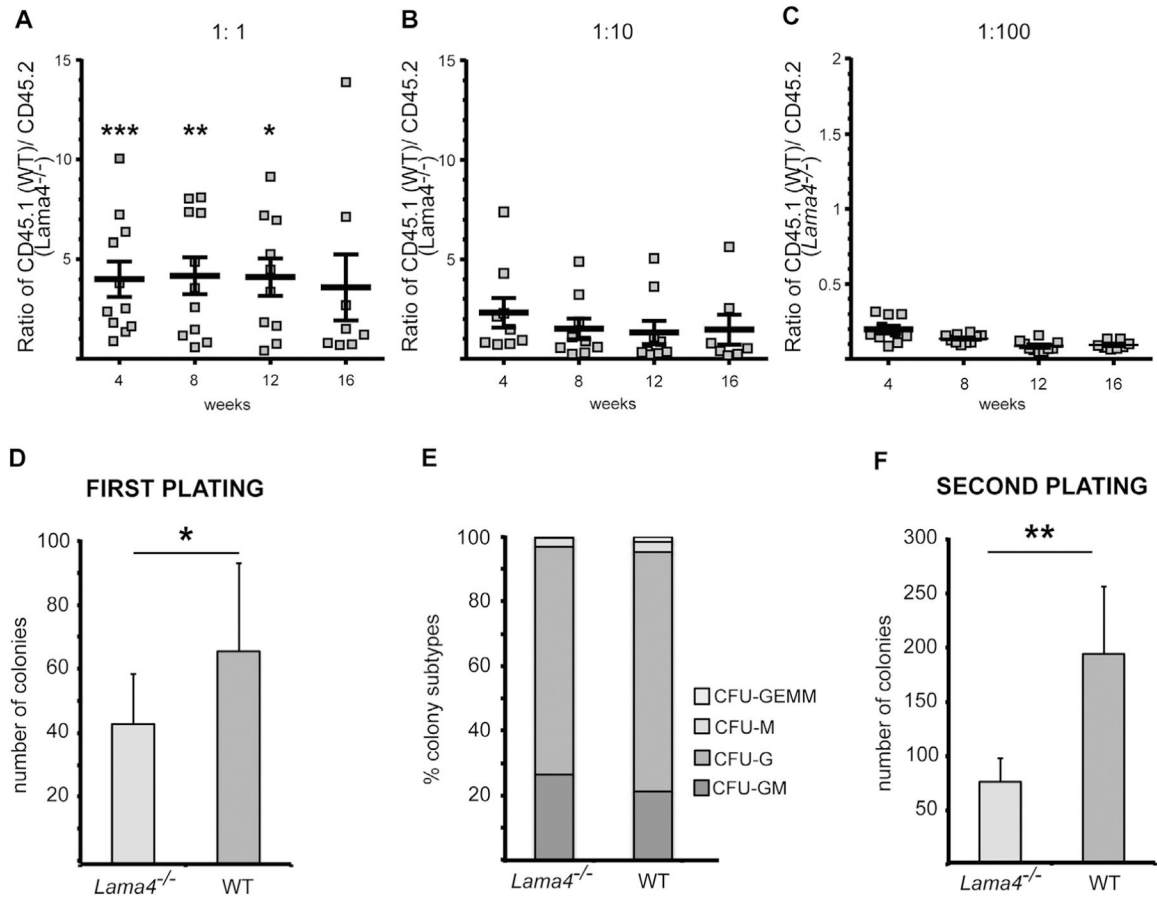 A
1: 1
Ratio of CD45.1 (WT)/ CD45.2
(Lama4-/-)
15
10
5
***
**
*
4
8
12
16
weeks
B
1:10
Ratio of CD45.1 (WT)/ CD45.2
(Lama4-/-)
15
10
5
4
8
12
16
weeks
C
1:100
Ratio of CD45.1 (WT)/ CD45.2
(Lama4-/-)
2
1.5
1
0.5
4
8
12
16
weeks
D
FIRST PLATING
number of colonies
100
80
60
40
20
*
Lama4-/-
WT
E
% colony subtypes
100
80
60
40
20
Lama4-/-
WT
CFU-GEMM
CFU-M
CFU-G
CFU-GM
F
SECOND PLATING
number of colonies
300
250
200
150
100
50
**
Lama4-/-
WT